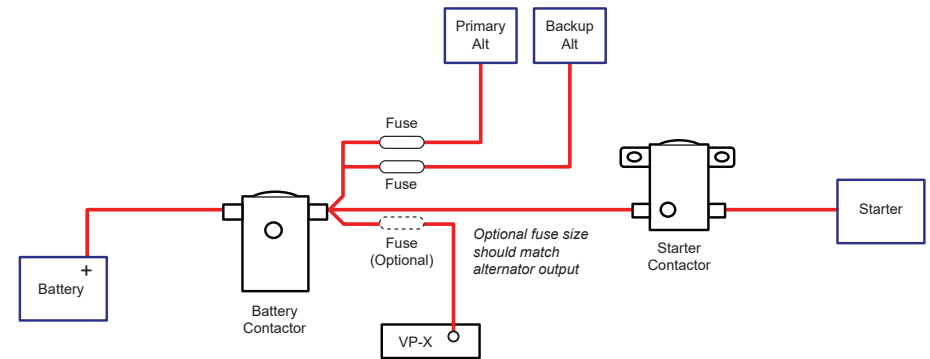 Primary
Alt
Backup
Alt
Fuse
Fuse
Fuse
(Optional)
Optional fuse size
should match
alternator output
Starter
Contactor
Starter
+
Battery
Battery
Contactor
VP-X